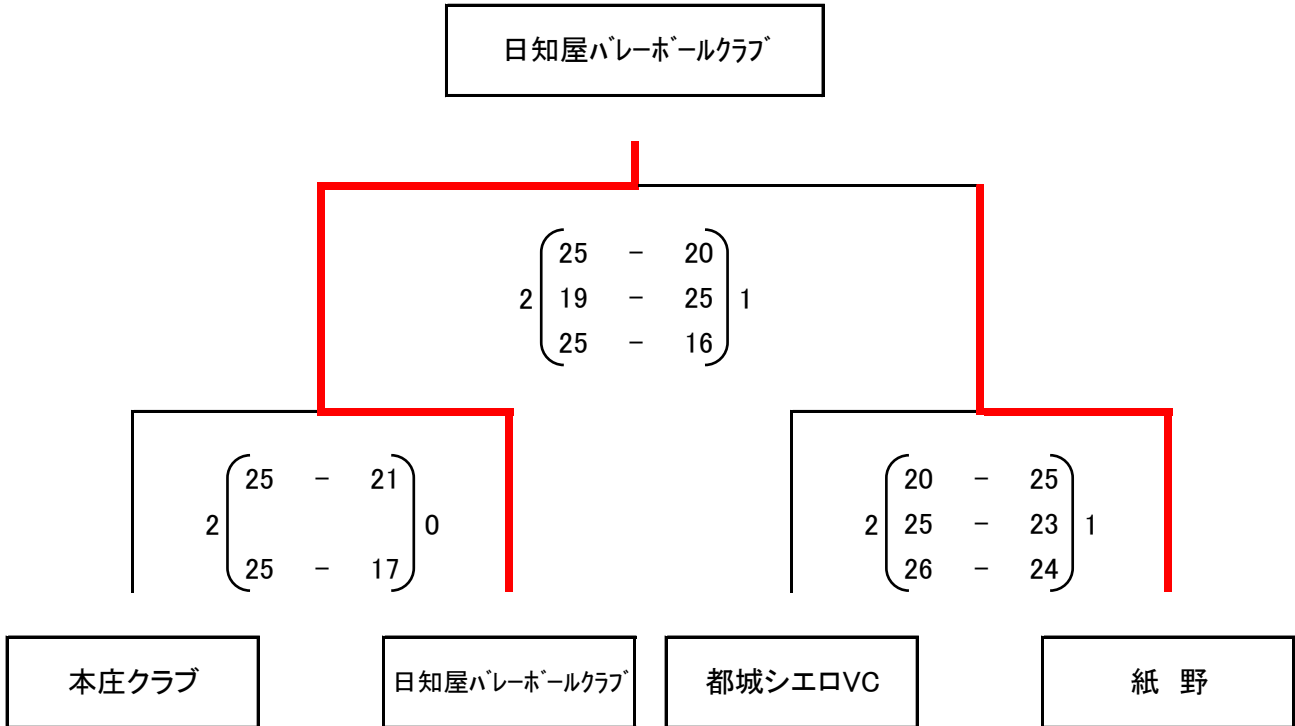 日知屋ﾊﾞﾚｰﾎﾞｰﾙｸﾗﾌﾞ
25 － 20
2 19 － 25 1
25 － 16
25 － 21
2 0
25 － 17
20 － 25
2 25 － 23 1
26 － 24
本庄クラブ
日知屋ﾊﾞﾚｰﾎﾞｰﾙｸﾗﾌﾞ
都城シエロVC
紙　野